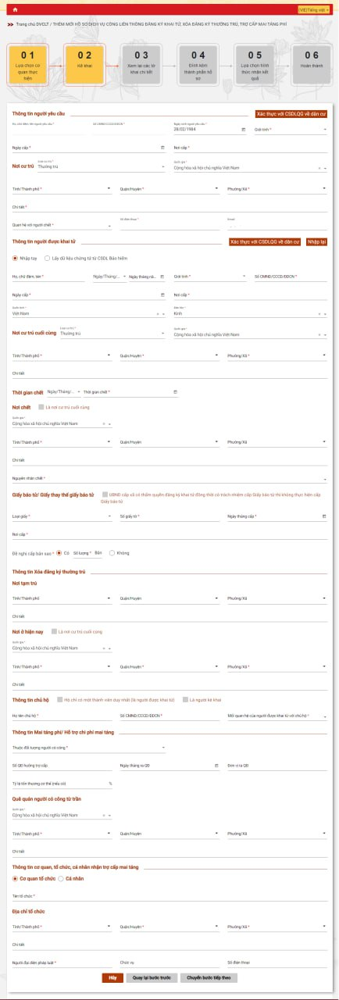 (VIE)Tiếng việt
Trang chủ DVCLT / THÊM MỚI HỒ SƠ DỊCH VỤ CÔNG LIÊN THÔNG ĐĂNG KÝ KHAI TỬ, XÓA ĐĂNG KÝ THƯỜNG TRÚ, TRỢ CẤP MAI TÁNG PHÍ
01 02 03 04 05 06
Lựa chọn cơ quan thực hiện
Kê khai
Xem lại các tờ khai chi tiết
Đính kèm thành phần hồ sơ
Lựa chọn hình thức nhận kết quả
Hoàn thành
Thông tin người yêu cầu Xác thực với CSDLQG về dân cư
Họ, chữ đệm, tên người yêu cầu * Số CMND/CCCD/ĐDCN * Ngày sinh người yêu cầu *
28/02/1984 Giới tính *
Ngày cấp * Nơi cấp *
Nơi cư trú Loại cư trú * Quốc gia *
Thường trú Cộng hòa xã hội chủ nghĩa Việt Nam
Tỉnh/Thành phố * Quận/Huyện * Phường/Xã *
Chi tiết *
Quan hệ với người chết * Số điện thoại * Email
Thông tin người được khai tử Xác thực với CSDLQG về dân cư Nhập lại
Nhập tay Lấy dữ liệu chứng tử từ CSDL Bảo hiểm
Họ, chữ đệm, tên * Ngày/Tháng/... Ngày tháng nă... Giới tính * Số CMND/CCCD/ĐDCN *
Ngày cấp * Nơi cấp *
Quốc tịch * Dân tộc *
Việt Nam Kinh
Nơi cư trú cuối cùng Loại cư trú * Quốc gia *
Thường trú Cộng hòa xã hội chủ nghĩa Việt Nam
Tỉnh/Thành phố * Quận/Huyện * Phường/Xã *
Chi tiết
Thời gian chết Ngày/Tháng/... Thời gian chết *
Nơi chết Là nơi cư trú cuối cùng
Quốc gia *
Cộng hòa xã hội chủ nghĩa Việt Nam
Tỉnh/Thành phố * Quận/Huyện Phường/Xã
Chi tiết
Nguyên nhân chết *
Giấy báo tử/ Giấy thay thế giấy báo tử UBND cấp xã có thẩm quyền đăng ký khai tử đồng thời có trách nhiệm cấp Giấy báo tử thì không thực hiện cấp
Giấy báo tử
Loại giấy * Số giấy tờ * Ngày tháng cấp *
Nơi cấp *
Đề nghị cấp bản sao: * Có Số lượng * Bản Không
Thông tin Xóa đăng ký thường trú
Nơi tạm trú
Tỉnh/Thành phố Quận/Huyện Phường/Xã
Chi tiết
Nơi ở hiện nay Là nơi cư trú cuối cùng
Quốc gia *
Cộng hòa xã hội chủ nghĩa Việt Nam
Tỉnh/Thành phố * Quận/Huyện * Phường/Xã *
Chi tiết
Thông tin chủ hộ Hộ chỉ có một thành viên duy nhất (là người được khai tử) Là người kê khai
Họ tên chủ hộ * Số CMND/CCCD/ĐDCN * Mối quan hệ của người được khai tử với chủ hộ *
Thông tin Mai táng phí/ Hỗ trợ chi phí mai táng
Thuộc đối tượng người có công *
Số QĐ hưởng trợ cấp Ngày tháng ra QĐ Đơn vị ra QĐ
Tỷ lệ tổn thương cơ thể (nếu có) %
Quê quán người có công từ trần
Quốc gia *
Cộng hòa xã hội chủ nghĩa Việt Nam
Tỉnh/Thành phố * Quận/Huyện Phường/Xã *
Chi tiết
Thông tin cơ quan, tổ chức, cá nhân nhận trợ cấp mai táng
Cơ quan tổ chức Cá nhân
Tên tổ chức *
Địa chỉ tổ chức
Tỉnh/Thành phố * Quận/Huyện * Phường/Xã *
Chi tiết
Người đại diện pháp luật * Chức vụ Số điện thoại
Hủy Quay lại bước trước Chuyển bước tiếp theo